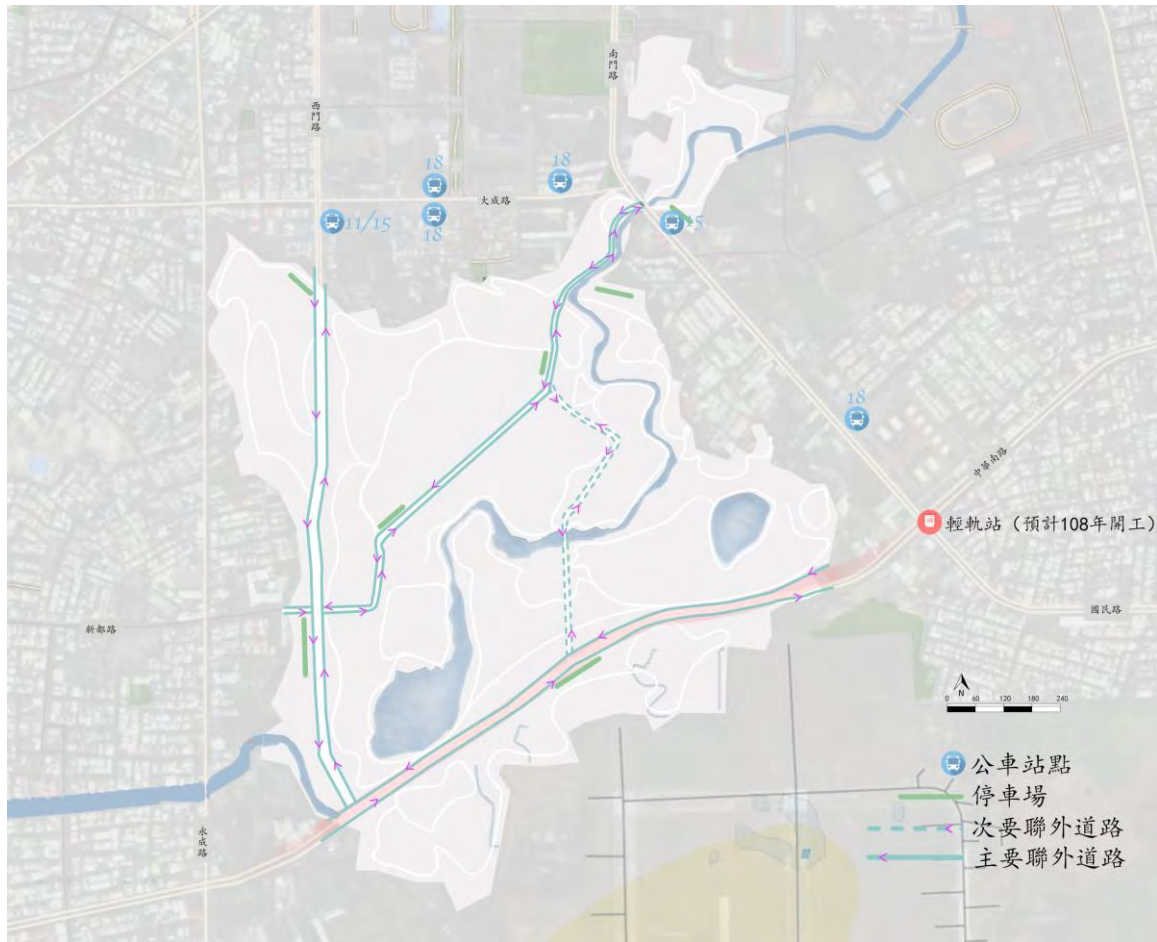 南門路
西門路
18
18
大成路
11/15
18
15
18
中華南路
輕軌站（預計108年開工）
國民路
新都路
N
0 60 120 180 240
公車站點
停車場
次要聯外道路
主要聯外道路
永成路